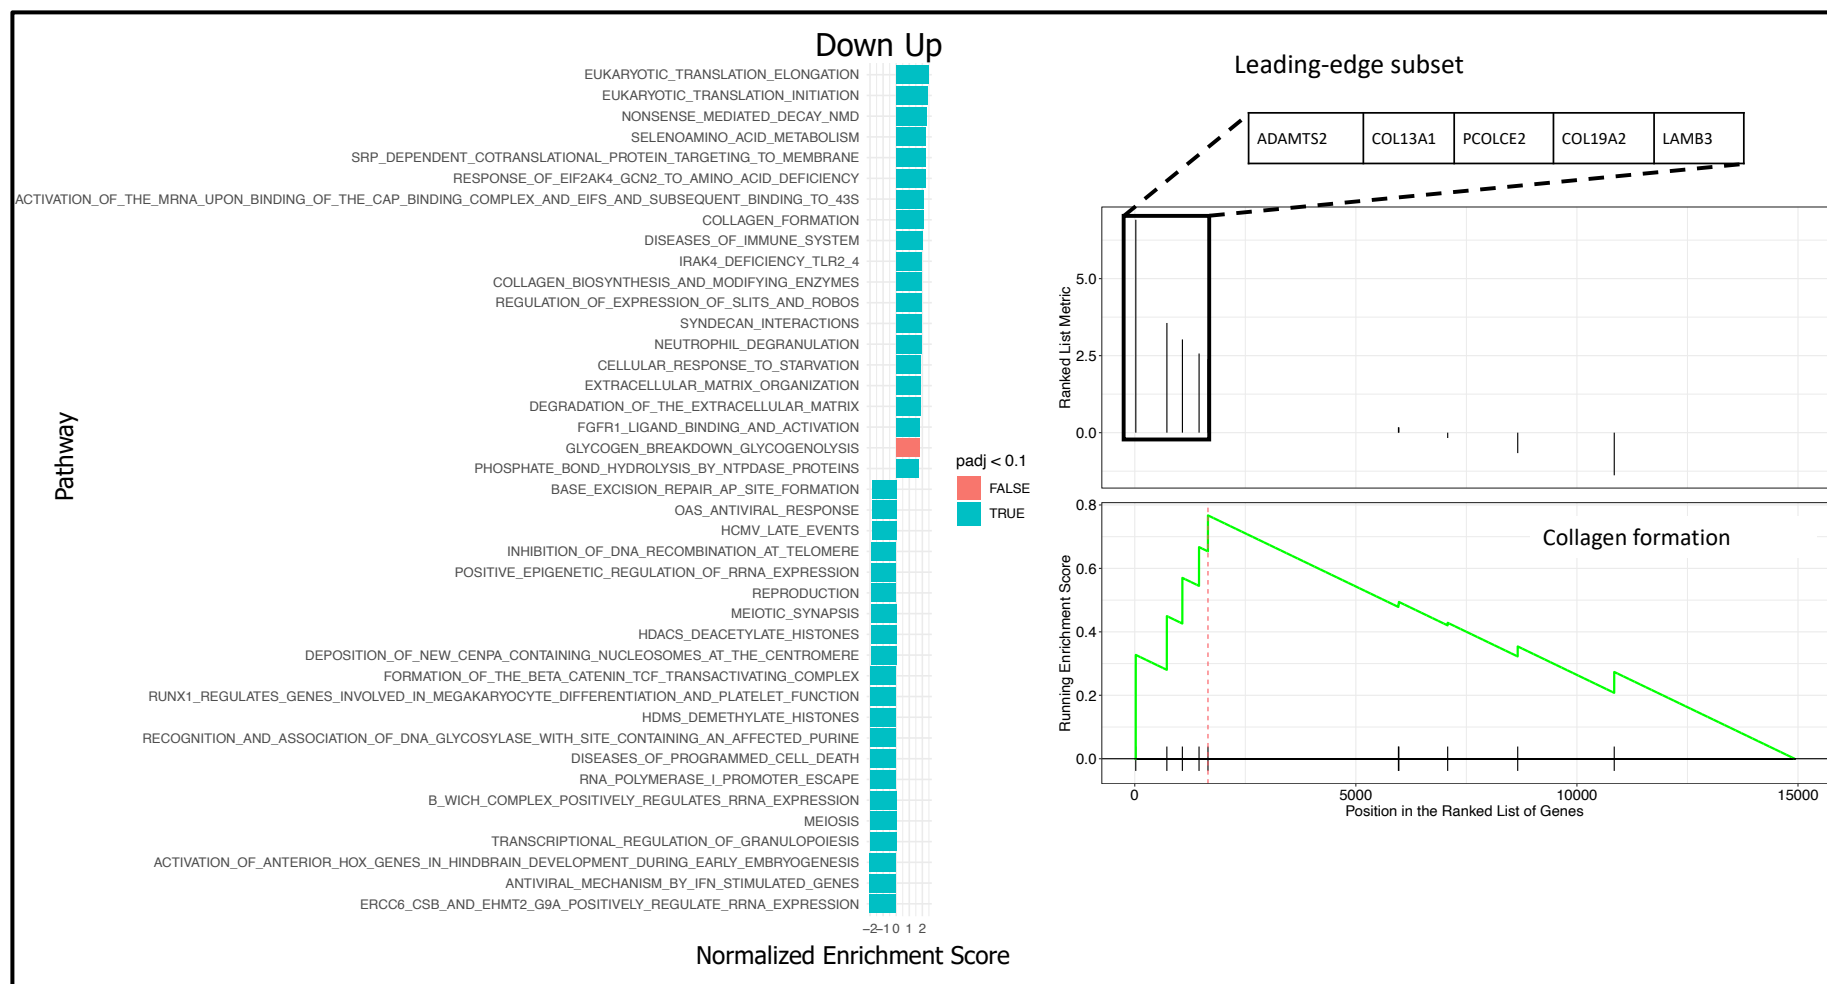 Down Up
EUKARYOTIC_TRANSLATION_ELONGATION
EUKARYOTIC_TRANSLATION_INITIATION
NONSENSE_MEDIATED_DECAY_NMD
SELENOAMINO_ACID_METABOLISM
SRP_DEPENDENT_COTRANSLATIONAL_PROTEIN_TARGETING_TO_MEMBRANE
RESPONSE_OF_EIF2AK4_GCN2_TO_AMINO_ACID_DEFICIENCY
ACTIVATION_OF_THE_MRNA_UPON_BINDING_OF_THE_CAP_BINDING_COMPLEX_AND_EIFS_AND_SUBSEQUENT_BINDING_TO_43S
COLLAGEN_FORMATION
DISEASES_OF_IMMUNE_SYSTEM
IRAK4_DEFICIENCY_TLR2_4
COLLAGEN_BIOSYNTHESIS_AND_MODIFYING_ENZYMES
REGULATION_OF_EXPRESSION_OF_SLITS_AND_ROBOS
SYNDECAN_INTERACTIONS
NEUTROPHIL_DEGRANULATION
CELLULAR_RESPONSE_TO_STARVATION
EXTRACELLULAR_MATRIX_ORGANIZATION
DEGRADATION_OF_THE_EXTRACELLULAR_MATRIX
FGFR1_LIGAND_BINDING_AND_ACTIVATION
GLYCOGEN_BREAKDOWN_GLYCOGENOLYSIS
PHOSPHATE_BOND_HYDROLYSIS_BY_NTPDASE_PROTEINS
BASE_EXCISION_REPAIR_AP_SITE_FORMATION
OAS_ANTIVIRAL_RESPONSE
HCMV_LATE_EVENTS
INHIBITION_OF_DNA_RECOMBINATION_AT_TELOMERE
POSITIVE_EPIGENETIC_REGULATION_OF_RRNA_EXPRESSION
REPRODUCTION
MEIOTIC_SYNAPSIS
HDACS_DEACETYLATE_HISTONES
DEPOSITION_OF_NEW_CENPA_CONTAINING_NUCLEOSOMES_AT_THE_CENTROMERE
FORMATION_OF_THE_BETA_CATENIN_TCF_TRANSACTIVATING_COMPLEX
RUNX1_REGULATES_GENES_INVOLVED_IN_MEGAKARYOCYTE_DIFFERENTIATION_AND_PLATELET_FUNCTION
HDMS_DEMETHYLATE_HISTONES
RECOGNITION_AND_ASSOCIATION_OF_DNA_GLYCOSYLASE_WITH_SITE_CONTAINING_AN_AFFECTED_PURINE
DISEASES_OF_PROGRAMMED_CELL_DEATH
RNA_POLYMERASE_I_PROMOTER_ESCAPE
B_WICH_COMPLEX_POSITIVELY_REGULATES_RRNA_EXPRESSION
MEIOSIS
TRANSCRIPTIONAL_REGULATION_OF_GRANULOPOIESIS
ACTIVATION_OF_ANTERIOR_HOX_GENES_IN_HINDBRAIN_DEVELOPMENT_DURING_EARLY_EMBRYOGENESIS
ANTIVIRAL_MECHANISM_BY_IFN_STIMULATED_GENES
ERCC6_CSB_AND_EHMT2_G9A_POSITIVELY_REGULATE_RRNA_EXPRESSION
−2 −1 0 1 2
Normalized Enrichment Score
Pathway
padj < 0.1
FALSE
TRUE
Leading-edge subset
ADAMTS2 COL13A1 PCOLCE2 COL19A2 LAMB3
Ranked List Metric
5.0
2.5
0.0
Running Enrichment Score
0.8
0.6
0.4
0.2
0.0
Collagen formation
0 5000 10000 15000
Position in the Ranked List of Genes